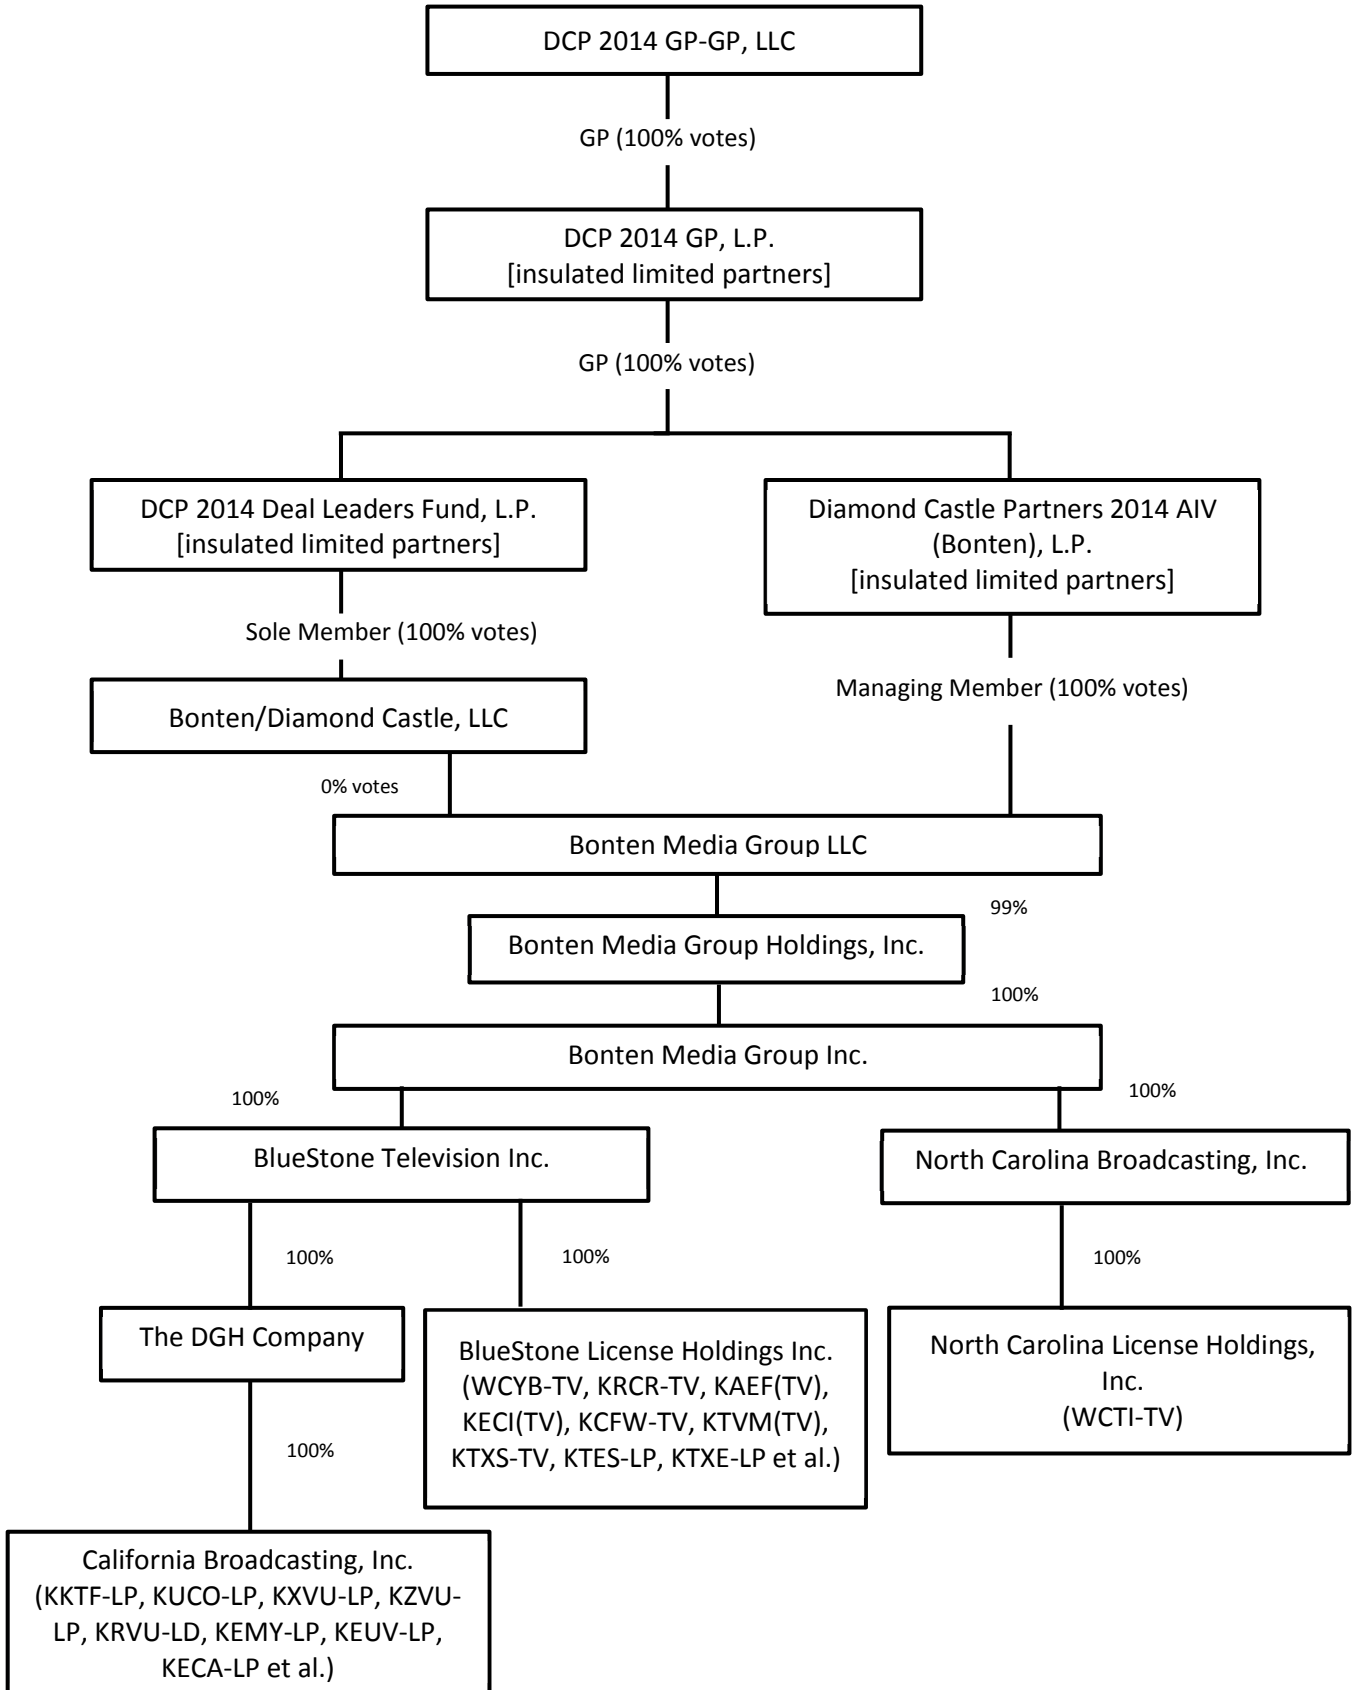 DCP 2014 GP-GP, LLC
GP (100% votes)
DCP 2014 GP, L.P.
[insulated limited partners]
GP (100% votes)
DCP 2014 Deal Leaders Fund, L.P.
[insulated limited partners]
Diamond Castle Partners 2014 AIV
(Bonten), L.P.
[insulated limited partners]
Sole Member (100% votes)
Managing Member (100% votes)
Bonten/Diamond Castle, LLC
0% votes
Bonten Media Group LLC
99%
Bonten Media Group Holdings, Inc.
100%
Bonten Media Group Inc.
100%
100%
BlueStone Television Inc.
North Carolina Broadcasting, Inc.
100%
100%
100%
The DGH Company
BlueStone License Holdings Inc.
(WCYB-TV, KRCR-TV, KAEF(TV),
KECI(TV), KCFW-TV, KTVM(TV),
KTXS-TV, KTES-LP, KTXE-LP et al.)
North Carolina License Holdings,
Inc.
(WCTI-TV)
100%
California Broadcasting, Inc.
(KKTF-LP, KUCO-LP, KXVU-LP, KZVU-
LP, KRVU-LD, KEMY-LP, KEUV-LP,
KECA-LP et al.)